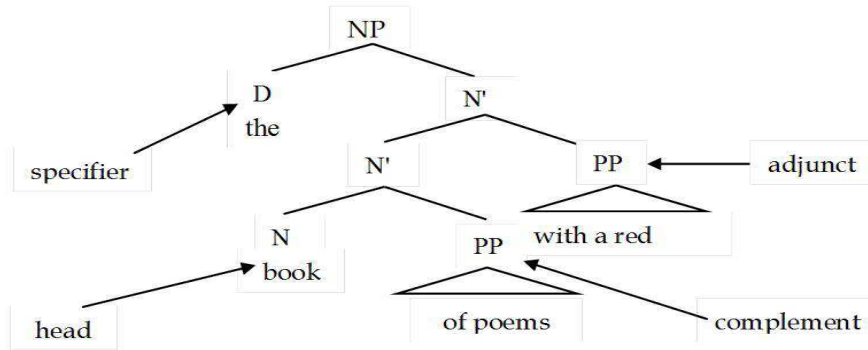 NP
D
the
N'
specifier
N'
PP
adjunct
N
book
PP
with a red
head
of poems
complement